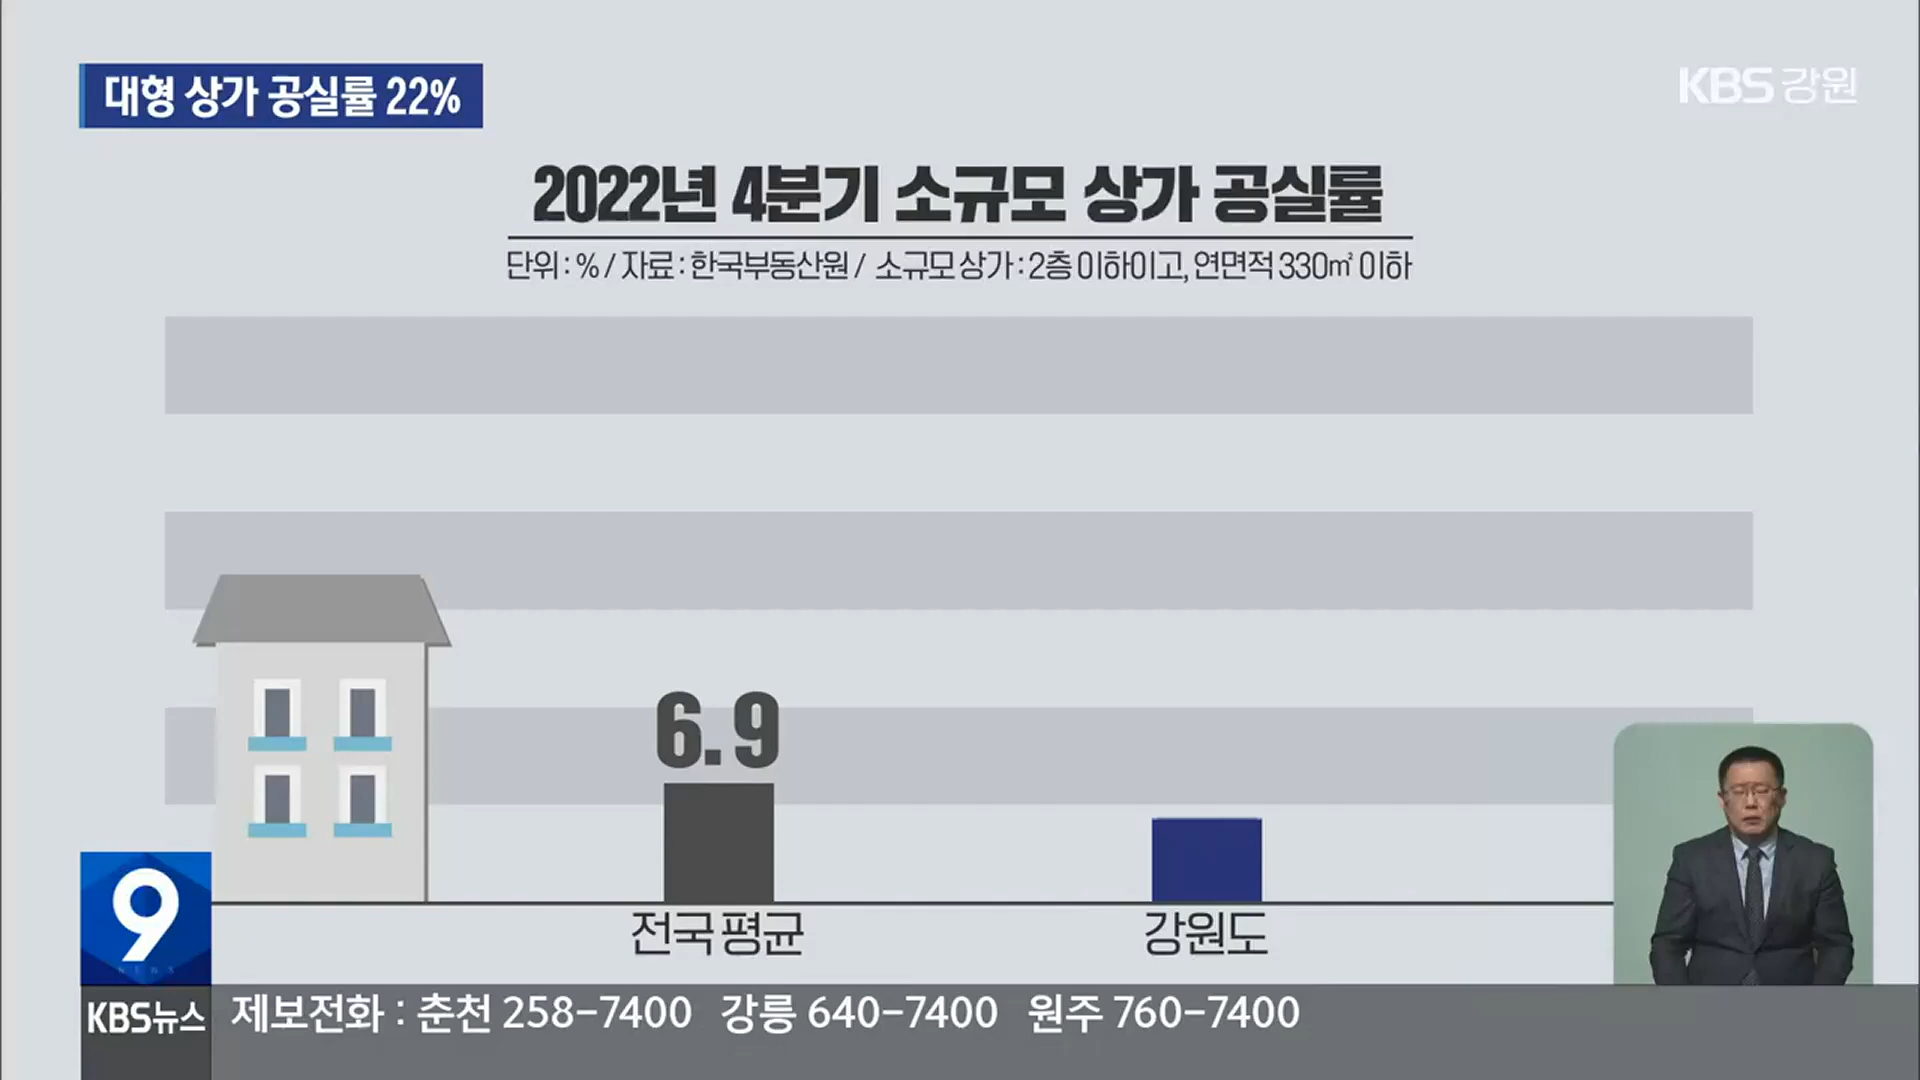 대형 상가 공실률 22%
KBS 강원
2022년 4분기 소규모 상가 공실률
단위 : % / 자료 : 한국부동산원 / 소규모 상가 : 2층 이하이고, 연면적 330㎡ 이하
6.9
전국 평균
강원도
9
NEWS
KBS뉴스
제보전화 : 춘천 258-7400 강릉 640-7400 원주 760-7400